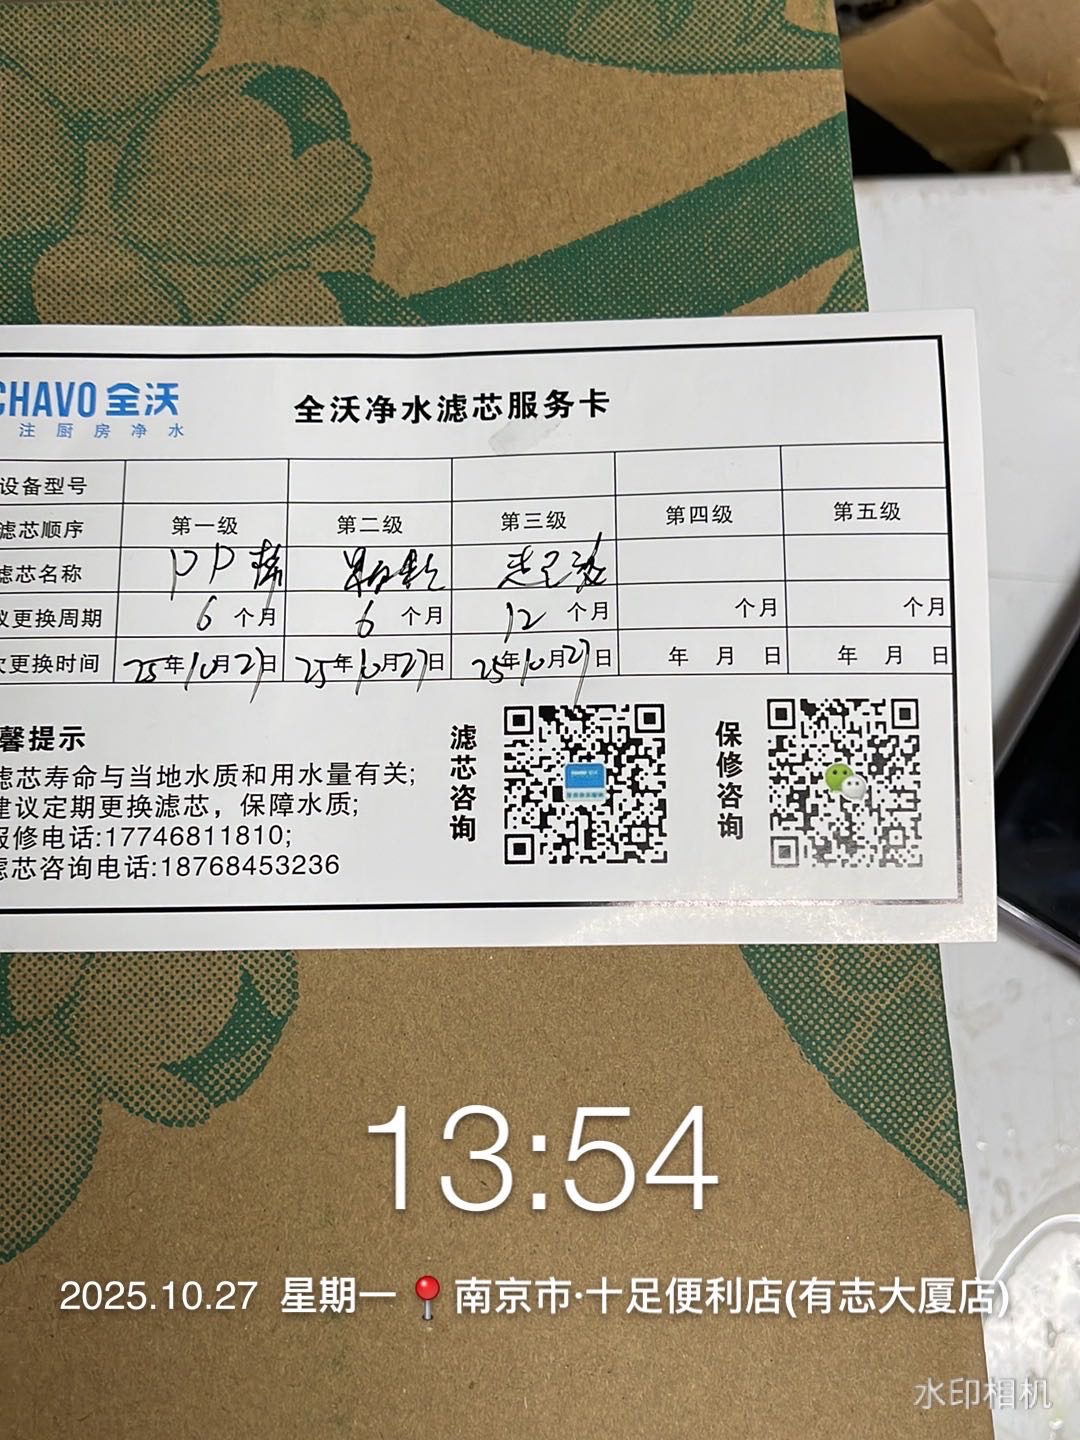 CHAVO 全沃
注厨房净水
全沃净水滤芯服务卡
设备型号
滤芯顺序 第一级 第二级 第三级 第四级 第五级
滤芯名称 PP棉 超滤
议更换周期 6个月 6个月 12个月 个月 个月
次更换时间 25年10月27日 25年10月27日 25年10月27日 年 月 日 年 月 日
馨提示
滤芯寿命与当地水质和用水量有关;
建议定期更换滤芯，保障水质;
报修电话:17746811810;
滤芯咨询电话:18768453236
滤芯咨询
CHAVO 全沃
保修咨询
13:54
2025.10.27 星期一 南京市·十足便利店(有志大厦店)
水印相机